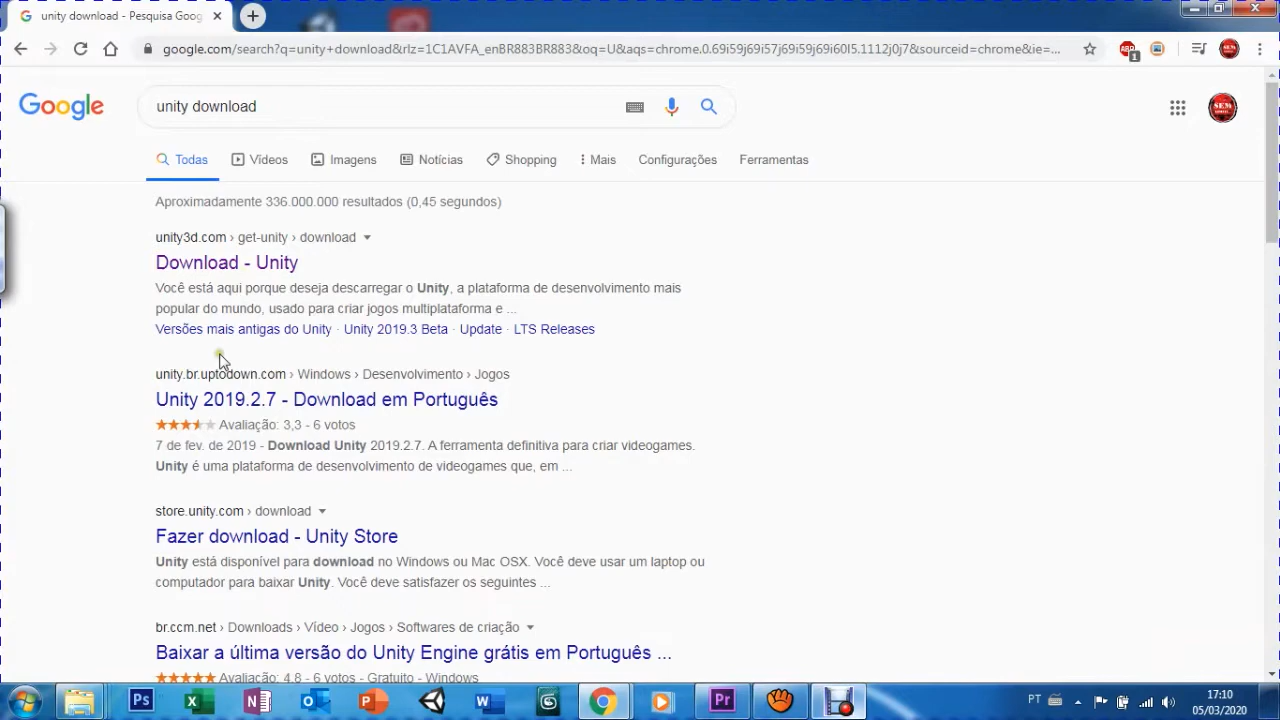 unity download - Pesquisa Goog
google.com/search?q=unity+download&rlz=1C1AVFA_enBR883BR883&oq=U&aqs=chrome.0.69i59j69i57j69i59j69i60l5.1112j0j7&sourceid=chrome&ie=...
ABP
1
SEM
Google
unity download
SEM
Todas
Vídeos
Imagens
Notícias
Shopping
Mais
Configurações
Ferramentas
Aproximadamente 336.000.000 resultados (0,45 segundos)
unity3d.com › get-unity › download
Download - Unity
Você está aqui porque deseja descarregar o Unity, a plataforma de desenvolvimento mais
popular do mundo, usado para criar jogos multiplataforma e ...
Versões mais antigas do Unity · Unity 2019.3 Beta · Update · LTS Releases
unity.br.uptodown.com › Windows › Desenvolvimento › Jogos
Unity 2019.2.7 - Download em Português
Avaliação: 3,3 - 6 votos
7 de fev. de 2019 - Download Unity 2019.2.7. A ferramenta definitiva para criar videogames.
Unity é uma plataforma de desenvolvimento de videogames que, em ...
store.unity.com › download
Fazer download - Unity Store
Unity está disponível para download no Windows ou Mac OSX. Você deve usar um laptop ou
computador para baixar Unity. Você deve satisfazer os seguintes ...
br.ccm.net › Downloads › Vídeo › Jogos › Softwares de criação
Baixar a última versão do Unity Engine grátis em Português ...
Avaliação: 4,8 - 6 votos - Gratuito - Windows
Ps
Pr
PT
17:10
05/03/2020